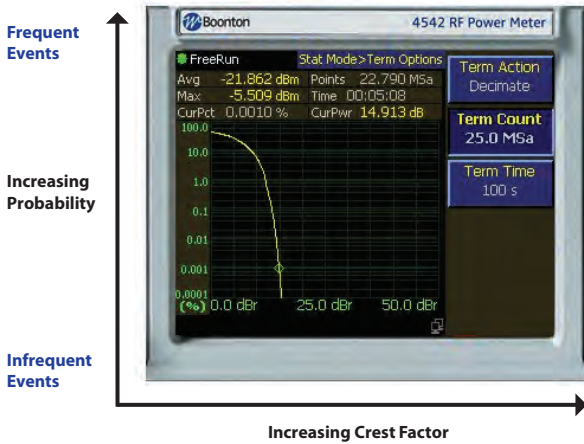 Frequent
Events
Increasing
Probability
Infrequent
Events
Increasing Crest Factor
Boonton
4542 RF Power Meter
FreeRun Stat Mode>Term Options
Avg -21.862 dBm Points 22.790 MSa
Max -5.509 dBm Time 00:05:08
CurPct 0.0010 % CurPwr 14.913 dB
100.0
10.0
1.0
0.1
0.01
0.001
0.0001
(%) 0.0 dBr 25.0 dBr 50.0 dBr
Term Action
Decimate
Term Count
25.0 MSa
Term Time
100 s